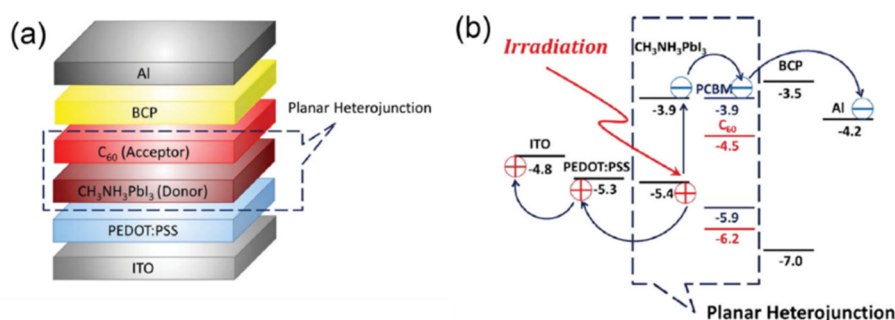 (a)
Al
BCP
C₆₀ (Acceptor)
CH₃NH₃PbI₃ (Donor)
PEDOT:PSS
ITO
Planar Heterojunction
(b)
Irradiation
CH₃NH₃PbI₃
PCBM
BCP
-3.9
-3.9
-3.5
Al
-4.2
C₆₀
-4.5
ITO
-4.8
PEDOT:PSS
-5.3
-5.4
-5.9
-6.2
-7.0
Planar Heterojunction